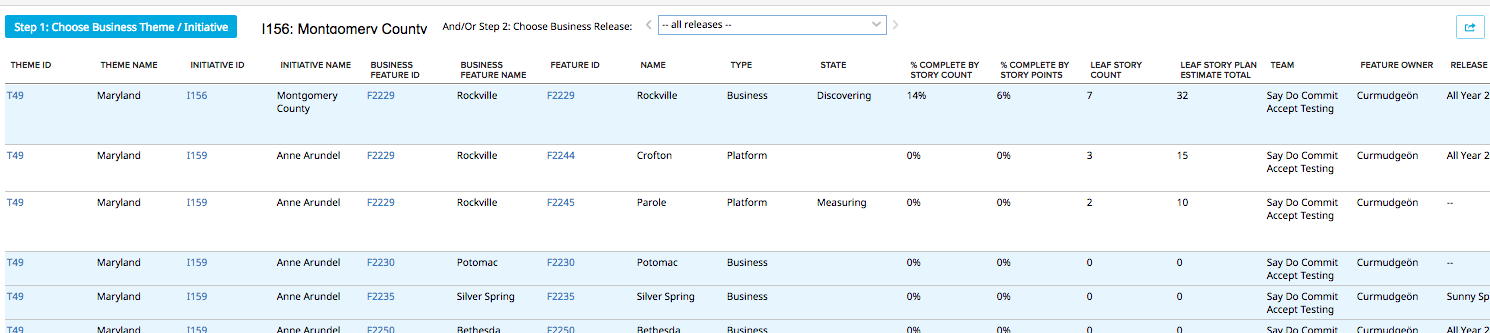 Step 1: Choose Business Theme / Initiative I156: Montgomery County And/Or Step 2: Choose Business Release: -- all releases --
THEME ID THEME NAME INITIATIVE ID INITIATIVE NAME BUSINESS FEATURE ID BUSINESS FEATURE NAME FEATURE ID NAME TYPE STATE % COMPLETE BY STORY COUNT % COMPLETE BY STORY POINTS LEAF STORY COUNT LEAF STORY PLAN ESTIMATE TOTAL TEAM FEATURE OWNER RELEASE
T49 Maryland I156 Montgomery County F2229 Rockville F2229 Rockville Business Discovering 14% 6% 7 32 Say Do Commit Accept Testing Curmudgeön All Year 2
T49 Maryland I159 Anne Arundel F2229 Rockville F2244 Crofton Platform 0% 0% 3 15 Say Do Commit Accept Testing Curmudgeön All Year 2
T49 Maryland I159 Anne Arundel F2229 Rockville F2245 Parole Platform Measuring 0% 0% 2 10 Say Do Commit Accept Testing Curmudgeön --
T49 Maryland I159 Anne Arundel F2230 Potomac F2230 Potomac Business 0% 0% 0 0 Say Do Commit Accept Testing Curmudgeön --
T49 Maryland I159 Anne Arundel F2235 Silver Spring F2235 Silver Spring Business 0% 0% 0 0 Say Do Commit Accept Testing Curmudgeön Sunny Sp
T49 Maryland I159 Anne Arundel F2250 Bethesda F2250 Bethesda Business 0% 0% 0 0 Say Do Commit Curmudgeön All Year 2